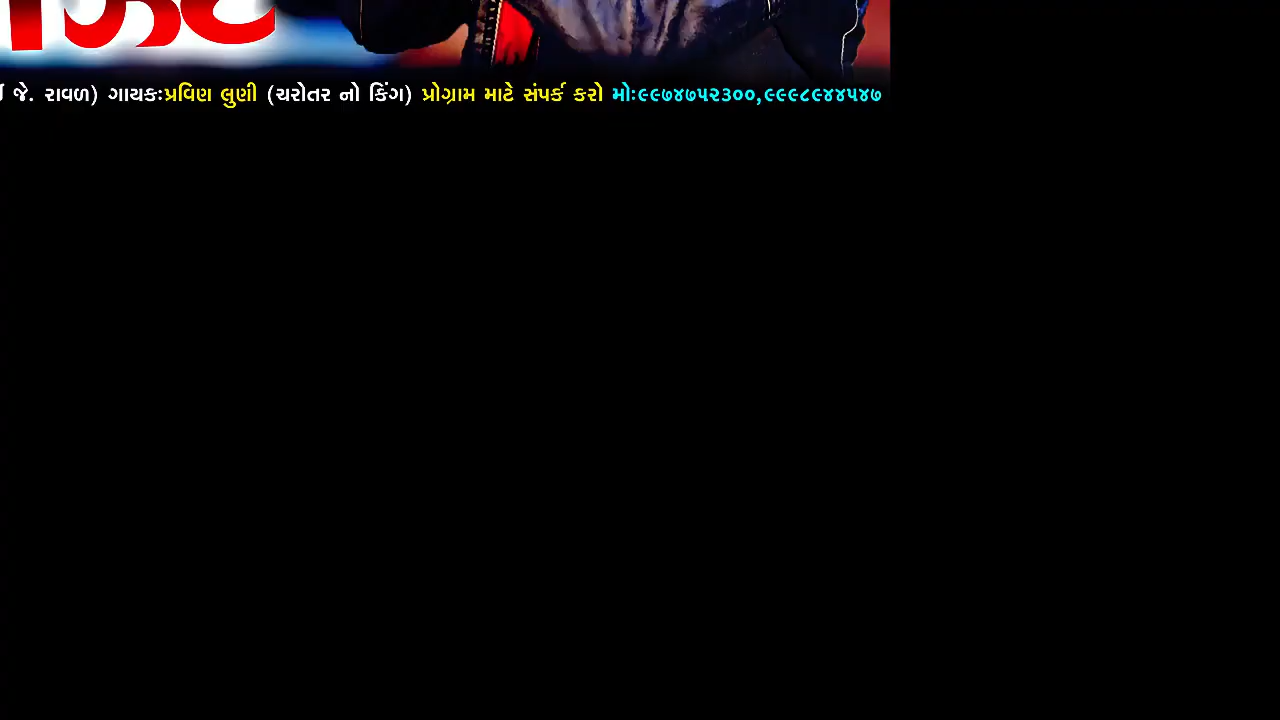 જે. રાવળ) ગાયકઃપ્રવિણ લુણી (ચરોતર નો કિંગ) પ્રોગ્રામ માટે સંપર્ક કરો મોઃ૯૯૭૪૭૫૨૩૦૦,૯૯૯૮૯૪૪૫૪૭